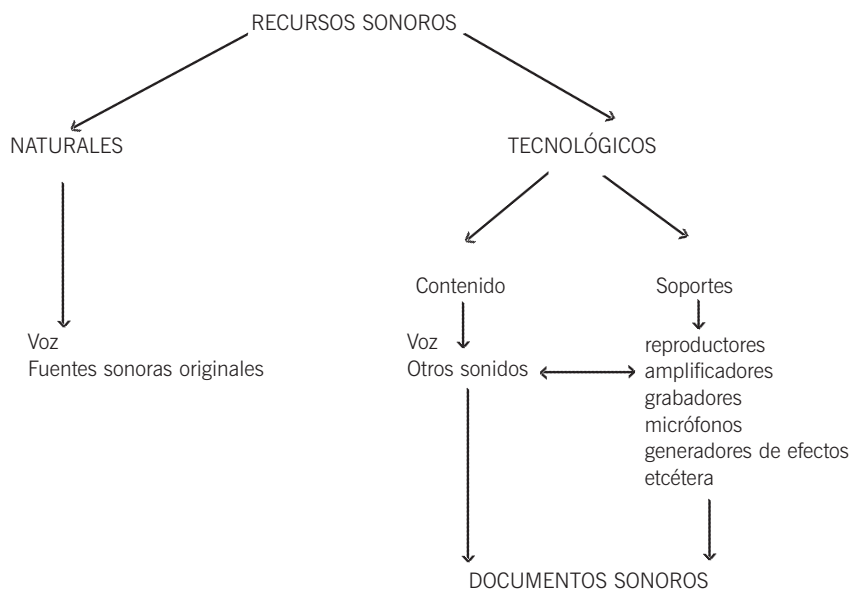 RECURSOS SONOROS
NATURALES
TECNOLÓGICOS
Contenido
Soportes
Voz
Fuentes sonoras originales
Voz
Otros sonidos
reproductores
amplificadores
grabadores
micrófonos
generadores de efectos
etcétera
DOCUMENTOS SONOROS